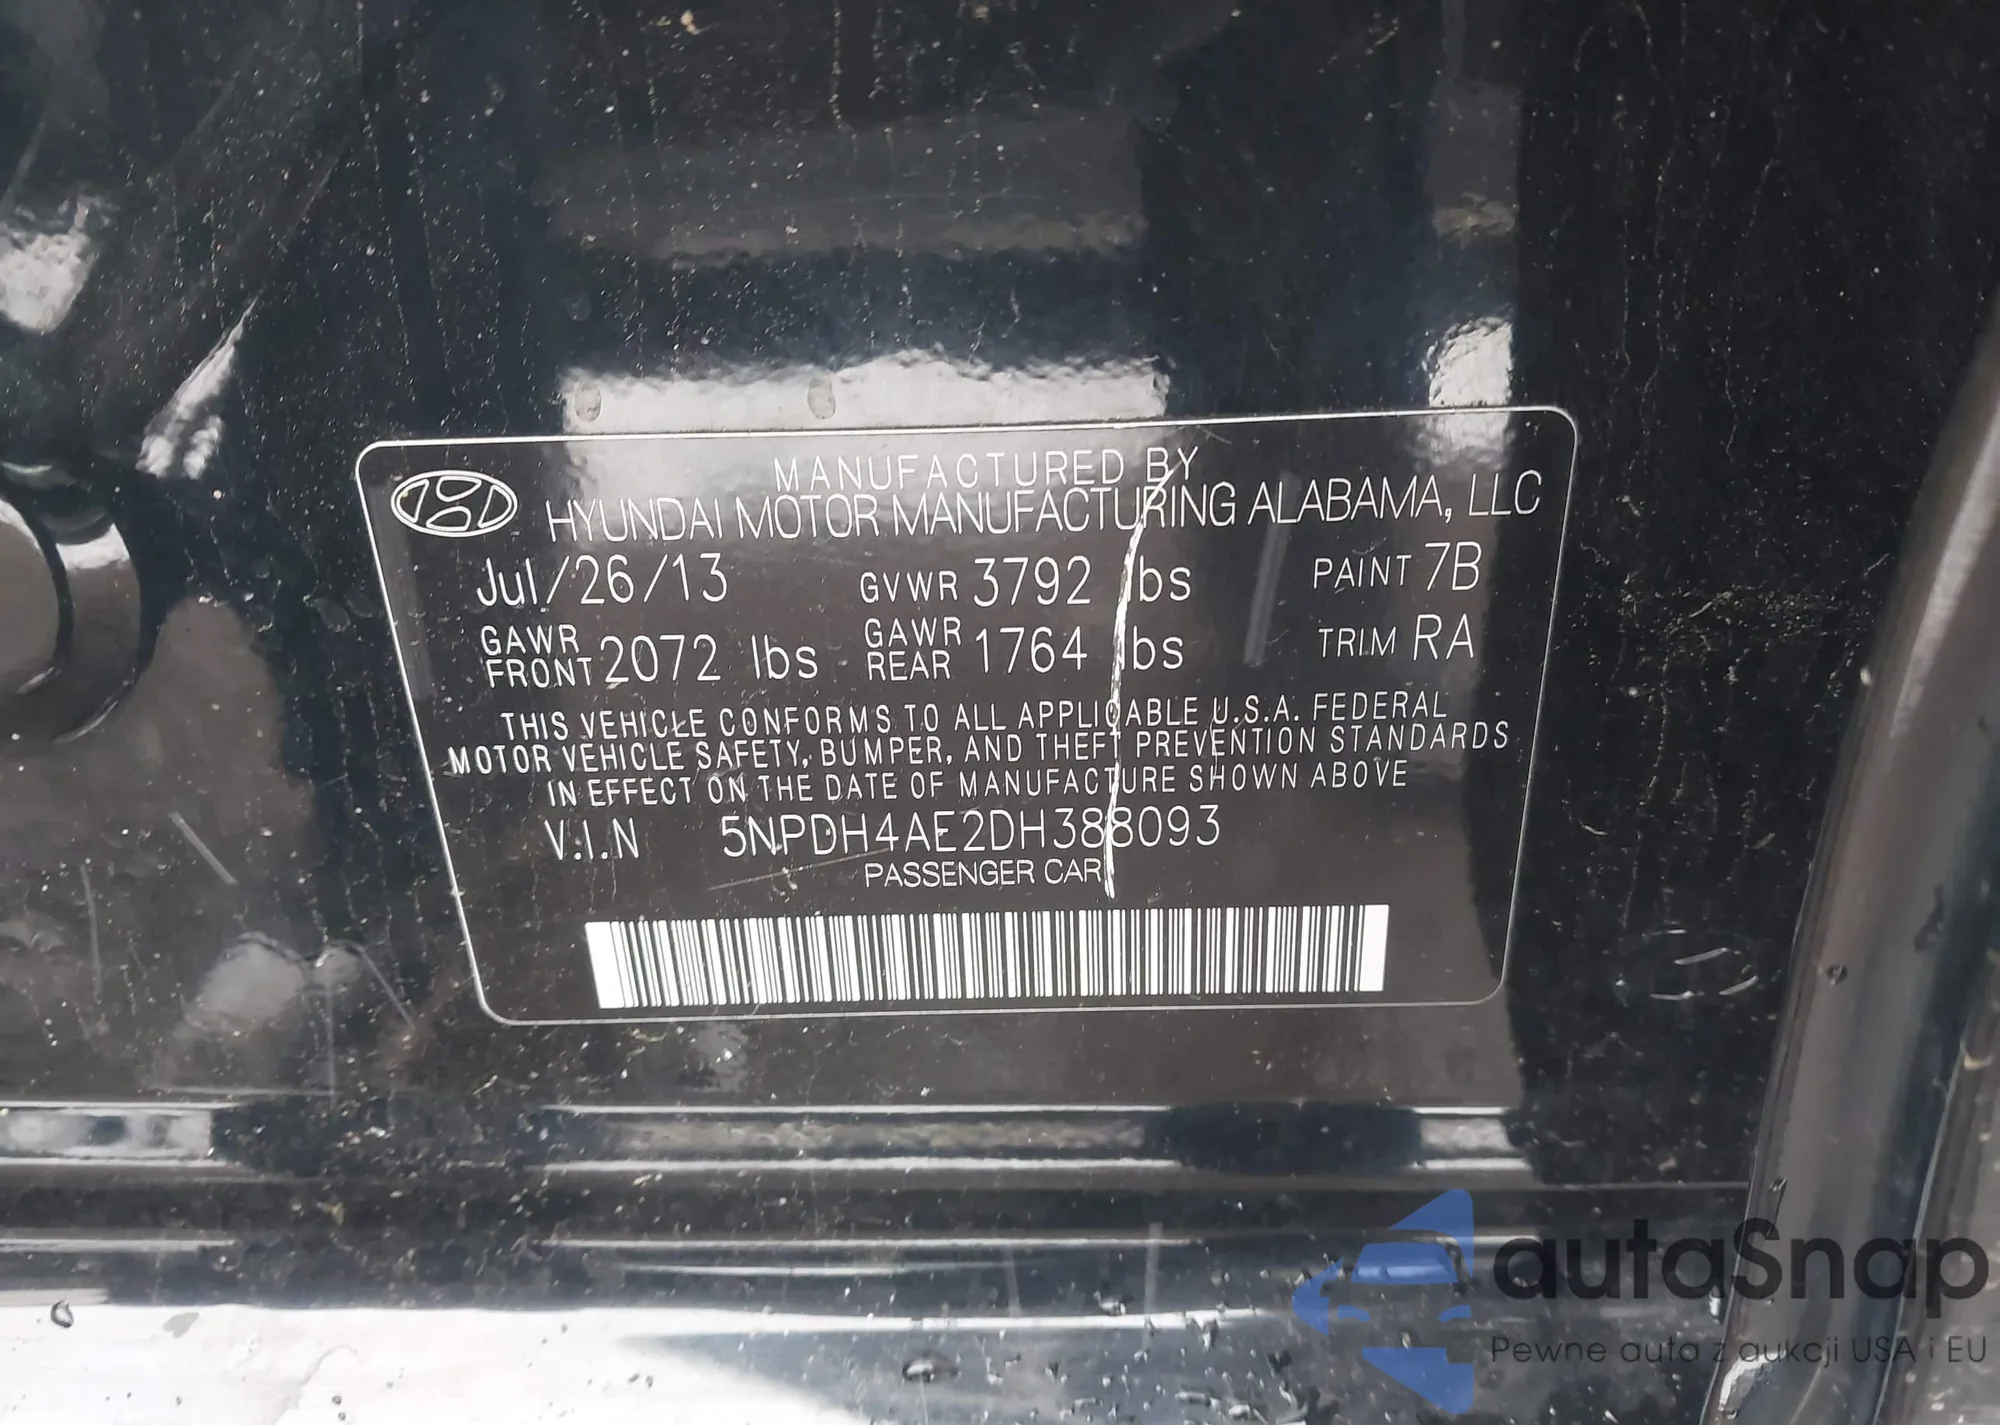 MANUFACTURED BY
HYUNDAI MOTOR MANUFACTURING ALABAMA, LLC
Jul/26/13 GVWR 3792 lbs PAINT 7B
GAWR FRONT 2072 lbs GAWR REAR 1764 lbs TRIM RA
THIS VEHICLE CONFORMS TO ALL APPLICABLE U.S.A. FEDERAL
MOTOR VEHICLE SAFETY, BUMPER, AND THEFT PREVENTION STANDARDS
IN EFFECT ON THE DATE OF MANUFACTURE SHOWN ABOVE
V.I.N 5NPDH4AE2DH388093
PASSENGER CAR
autaSnap
Pewne auta z aukcji USA i EU